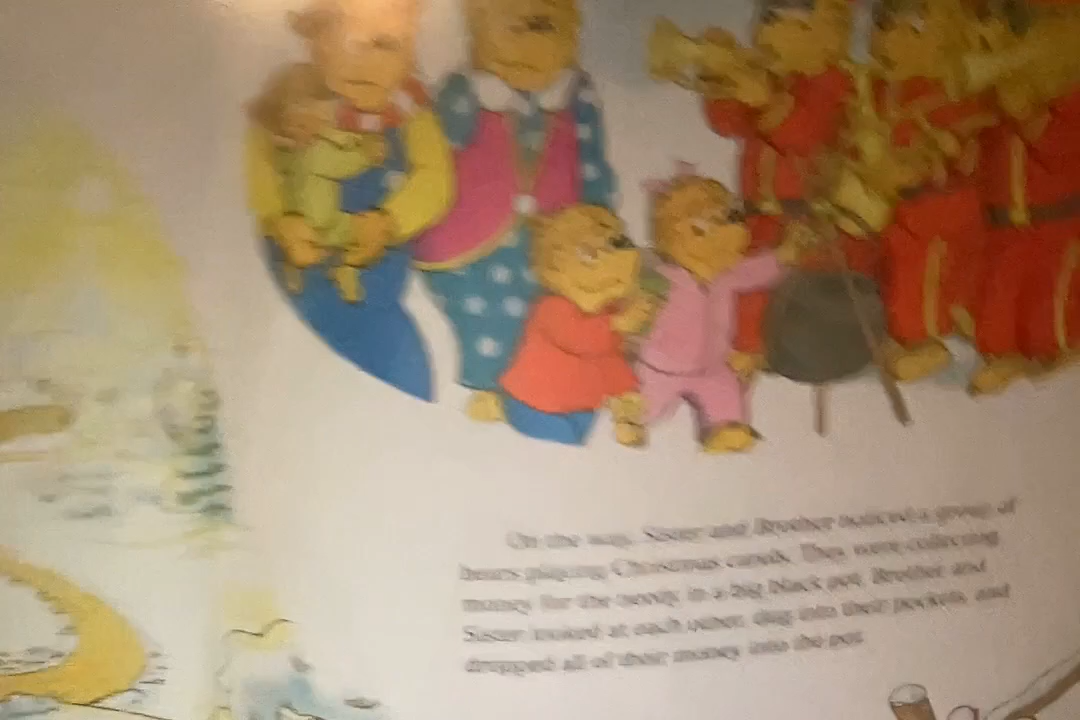 On the way, Sister and Brother noticed a group of
bears playing Christmas carols. They were collecting
money for the needy in a big black pot. Brother and
Sister looked at each other, dug into their pockets, and
dropped all of their money into the pot.